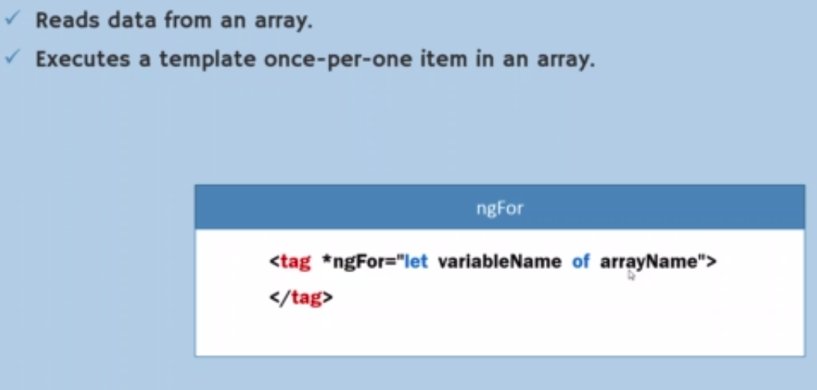 ✓ Reads data from an array.
✓ Executes a template once-per-one item in an array.
ngFor
<tag *ngFor="let variableName of arrayName">
</tag>